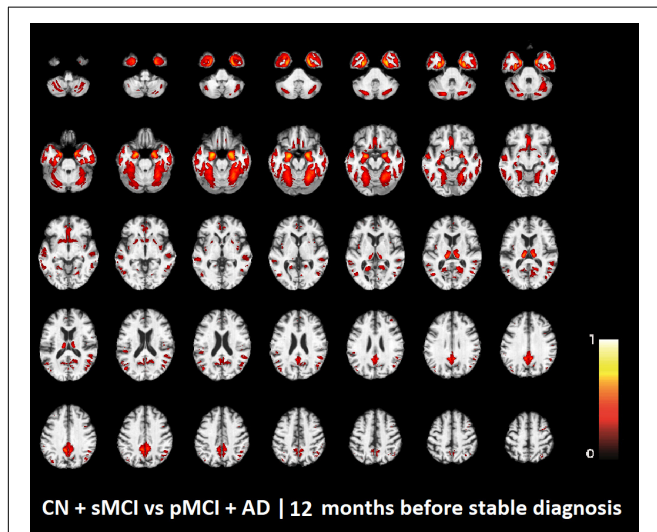 1
0
CN + sMCI vs pMCI + AD | 12 months before stable diagnosis